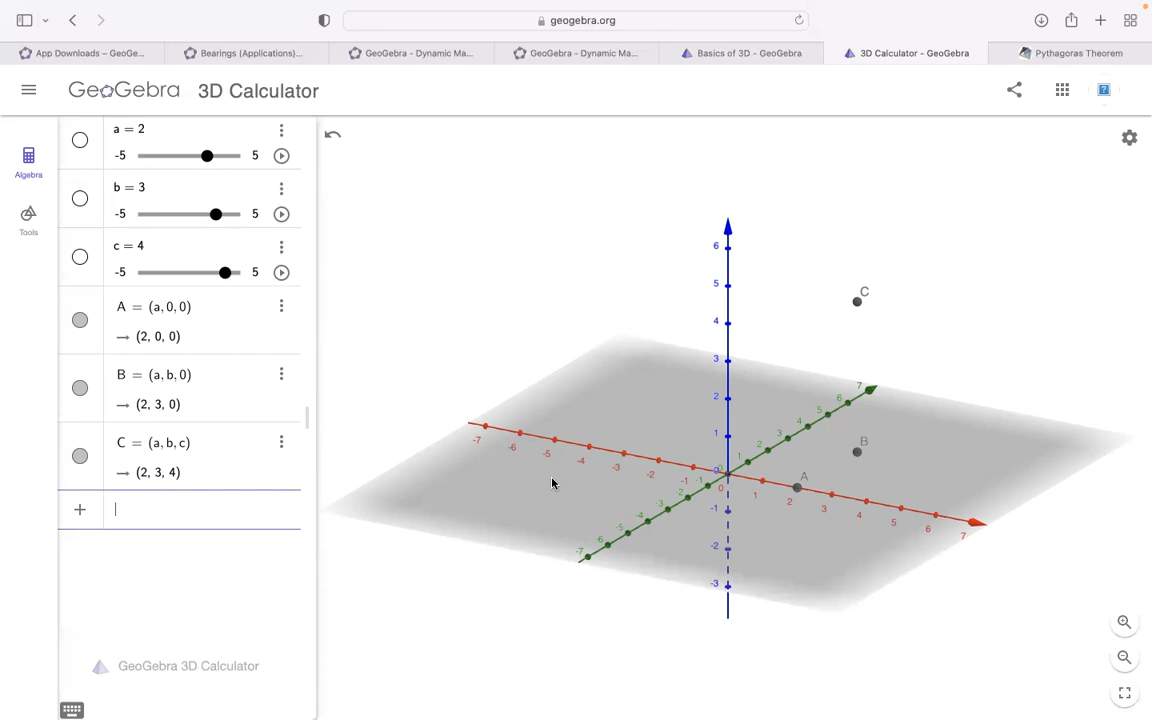 geogebra.org
App Downloads – GeoGe...
Bearings (Applications)...
GeoGebra - Dynamic Ma...
GeoGebra - Dynamic Ma...
Basics of 3D - GeoGebra
3D Calculator - GeoGebra
Pythagoras Theorem
GeoGebra 3D Calculator
Algebra
Tools
a = 2
-5 5
b = 3
-5 5
c = 4
-5 5
A = (a, 0, 0)
→ (2, 0, 0)
B = (a, b, 0)
→ (2, 3, 0)
C = (a, b, c)
→ (2, 3, 4)
+
GeoGebra 3D Calculator
6
5
4
3
2
1
0
-1
-2
-3
-7 -6 -5 -4 -3 -2 -1 0 1 2 3 4 5 6 7
-7 -6 -5 -4 -3 -2 -1 0 1 2 3 4 5 6 7
C
B
A